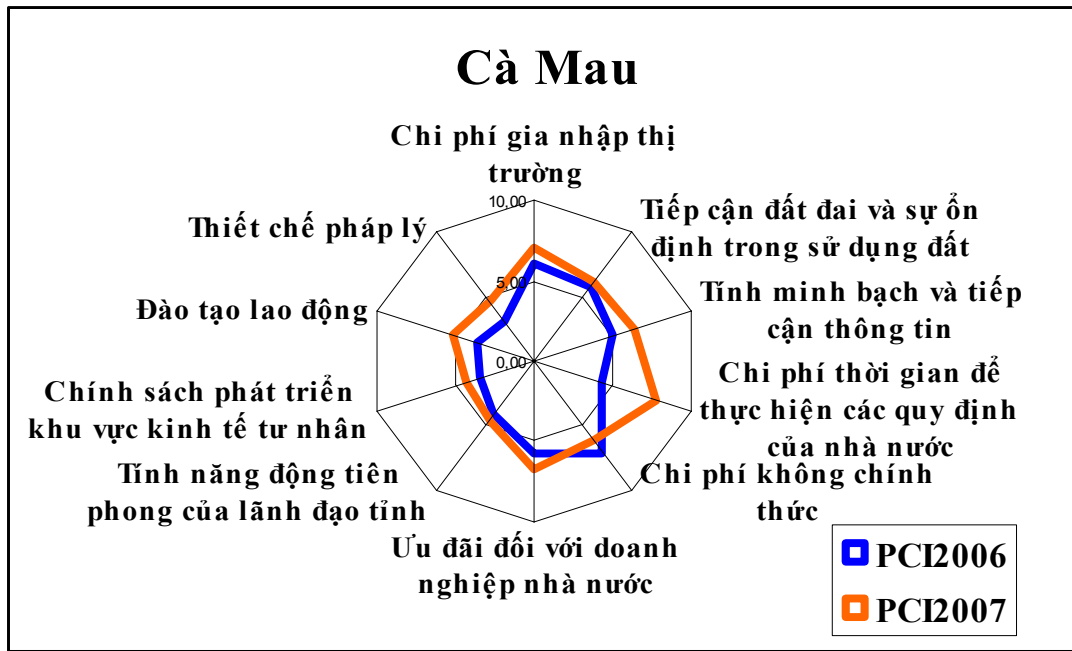 Cà Mau
Chi phí gia nhập thị
trường
10,00
Tiếp cận đất đai và sự ổn
định trong sử dụng đất
Thiết chế pháp lý
5,00
Tính minh bạch và tiếp
cận thông tin
Đào tạo lao động
0,00
Chi phí thời gian để
thực hiện các quy định
của nhà nước
Chính sách phát triển
khu vực kinh tế tư nhân
Chi phí không chính
thức
Tính năng động tiên
phong của lãnh đạo tỉnh
Ưu đãi đối với doanh
nghiệp nhà nước
PCI2006
PCI2007